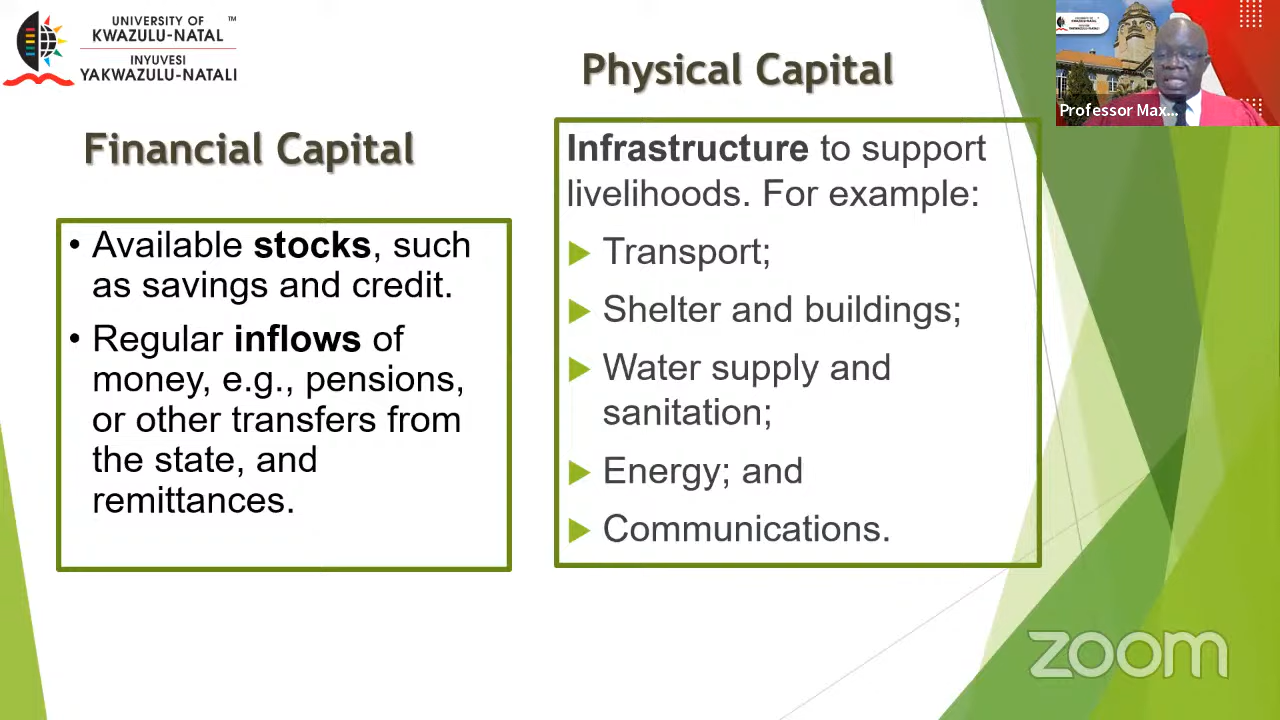 UNIVERSITY OF ™
KWAZULU-NATAL
INYUVESI
YAKWAZULU-NATALI
Financial Capital
• Available stocks, such
as savings and credit.
• Regular inflows of
money, e.g., pensions,
or other transfers from
the state, and
remittances.
Physical Capital
Infrastructure to support
livelihoods. For example:
Transport;
Shelter and buildings;
Water supply and
sanitation;
Energy; and
Communications.
Professor Max...
zoom